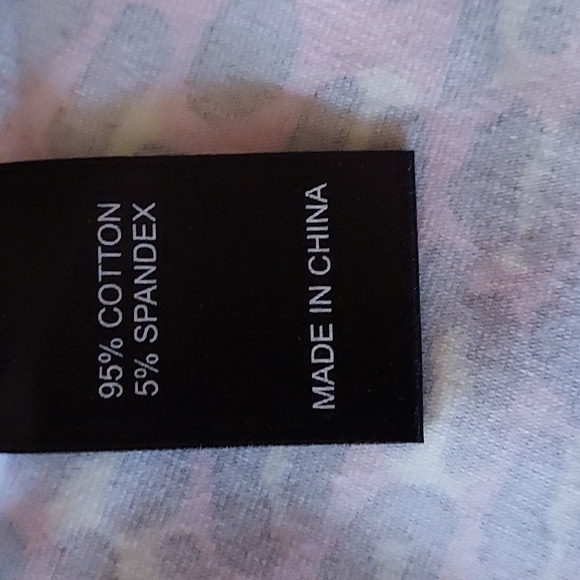 95% COTTON
5% SPANDEX
MADE IN CHINA